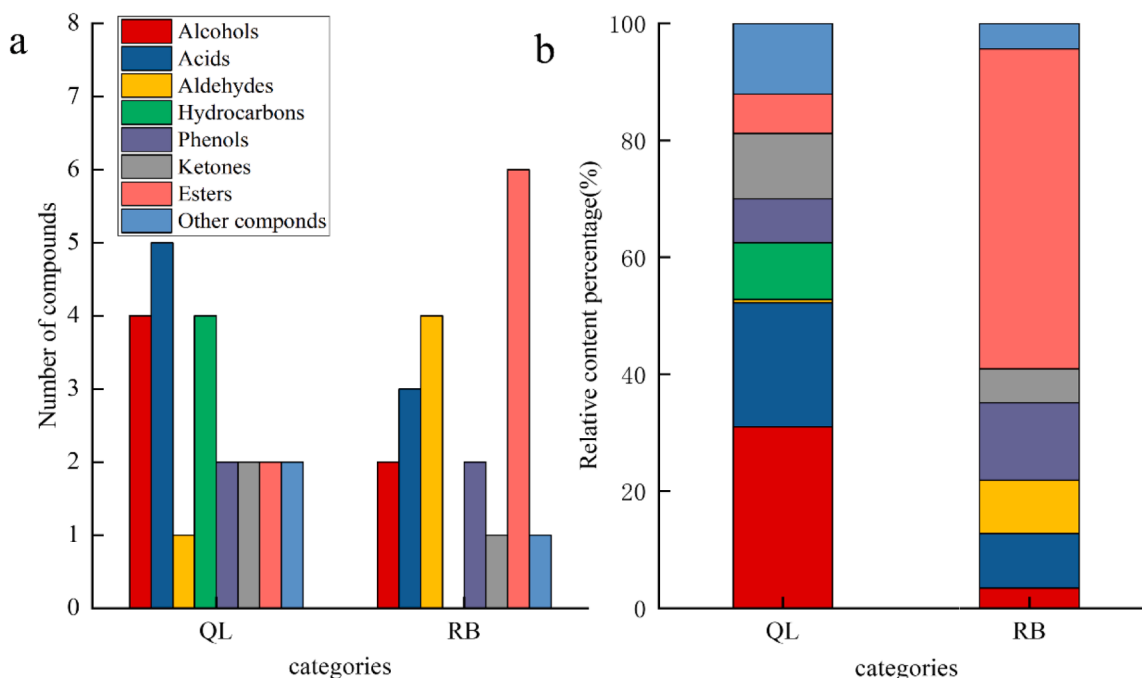 a
8
7
6
5
4
3
2
1
0
Number of compounds
Alcohols
Acids
Aldehydes
Hydrocarbons
Phenols
Ketones
Esters
Other componds
QL
RB
categories
b
100
80
60
40
20
0
Relative content percentage(%)
QL
RB
categories